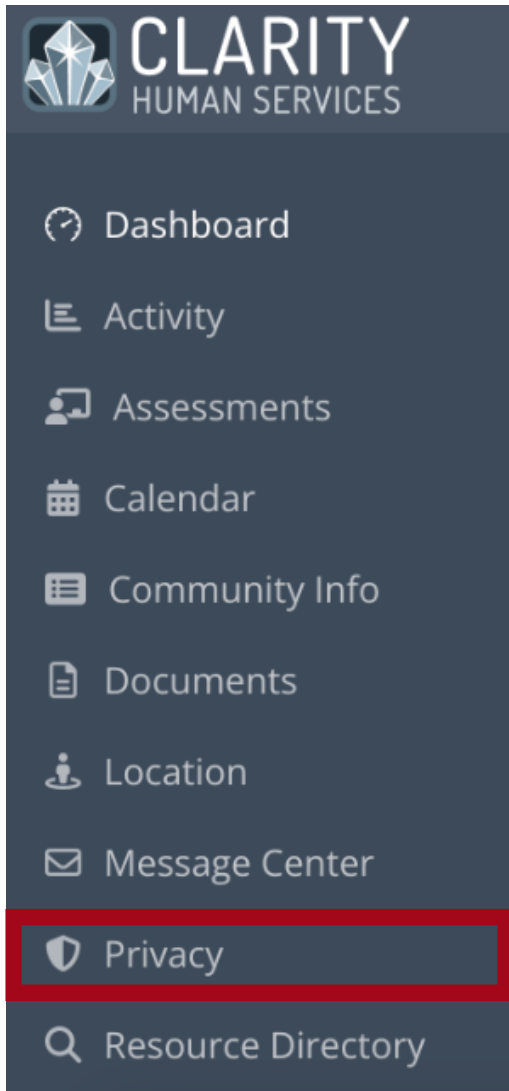 CLARITY
HUMAN SERVICES
Dashboard
Activity
Assessments
Calendar
Community Info
Documents
Location
Message Center
Privacy
Resource Directory